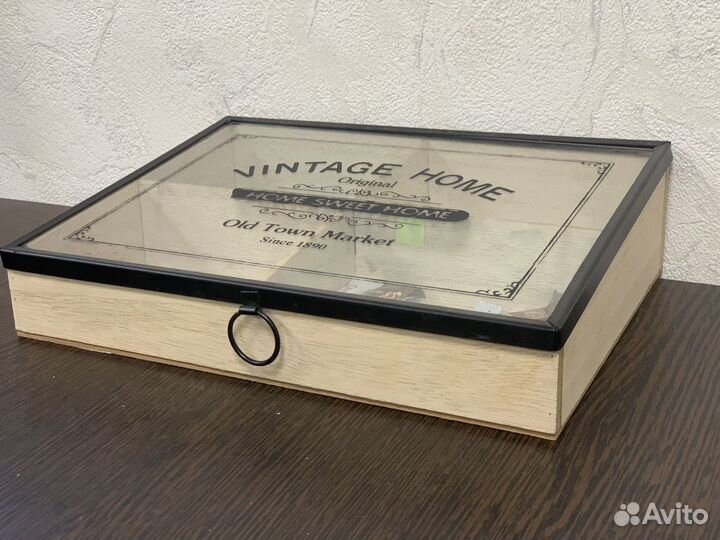 VINTAGE HOME
Original
HOME SWEET HOME
Old Town Market
Since 1890
Avito